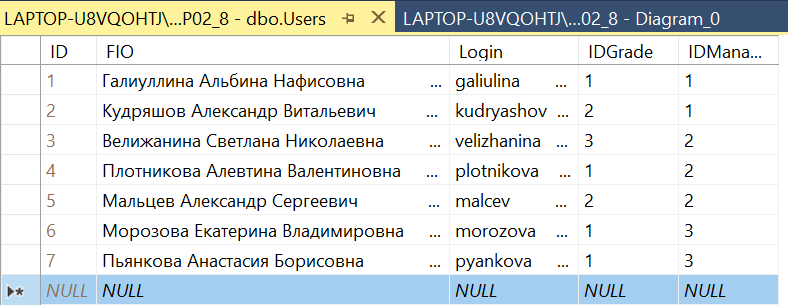 LAPTOP-U8VQOHTJ\...P02_8 - dbo.Users LAPTOP-U8VQOHTJ\...02_8 - Diagram_0
ID FIO Login IDGrade IDMana...
1 Галиуллина Альбина Нафисовна ... galiulina ... 1 1
2 Кудряшов Александр Витальевич ... kudryashov ... 2 1
3 Велижанина Светлана Николаевна ... velizhanina ... 3 2
4 Плотникова Алевтина Валентиновна ... plotnikova ... 1 2
5 Мальцев Александр Сергеевич ... malcev ... 2 2
6 Морозова Екатерина Владимировна ... morozova ... 1 3
7 Пьянкова Анастасия Борисовна ... pyankova ... 1 3
NULL NULL NULL NULL NULL